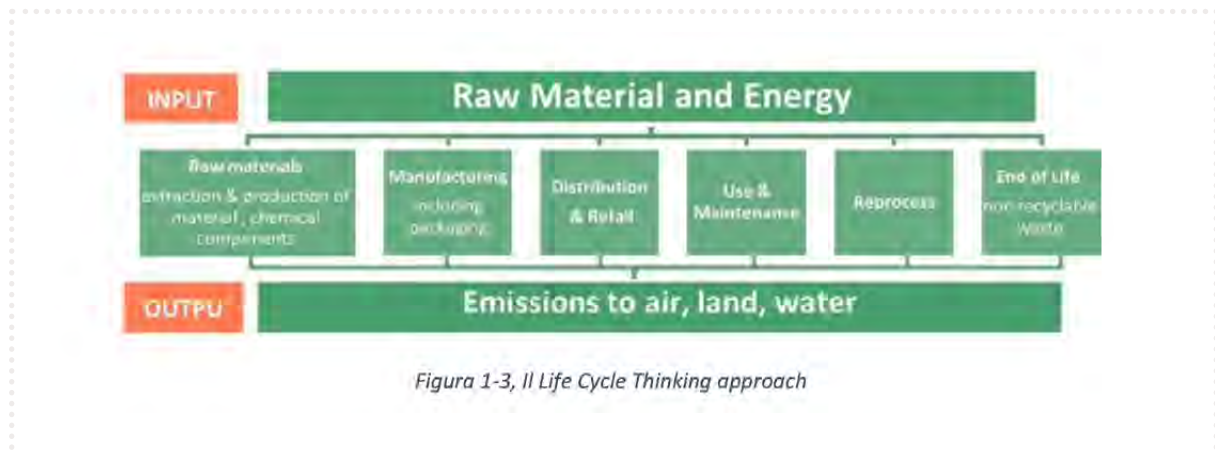 INPUT
Raw Material and Energy
Raw materials
extraction & production of
material, chemical
components
Manufacturing
including
packaging
Distribution
& Retail
Use &
Maintenance
Reprocess
End of Life
non recyclable
waste
OUTPU
Emissions to air, land, water
Figura 1-3, Il Life Cycle Thinking approach